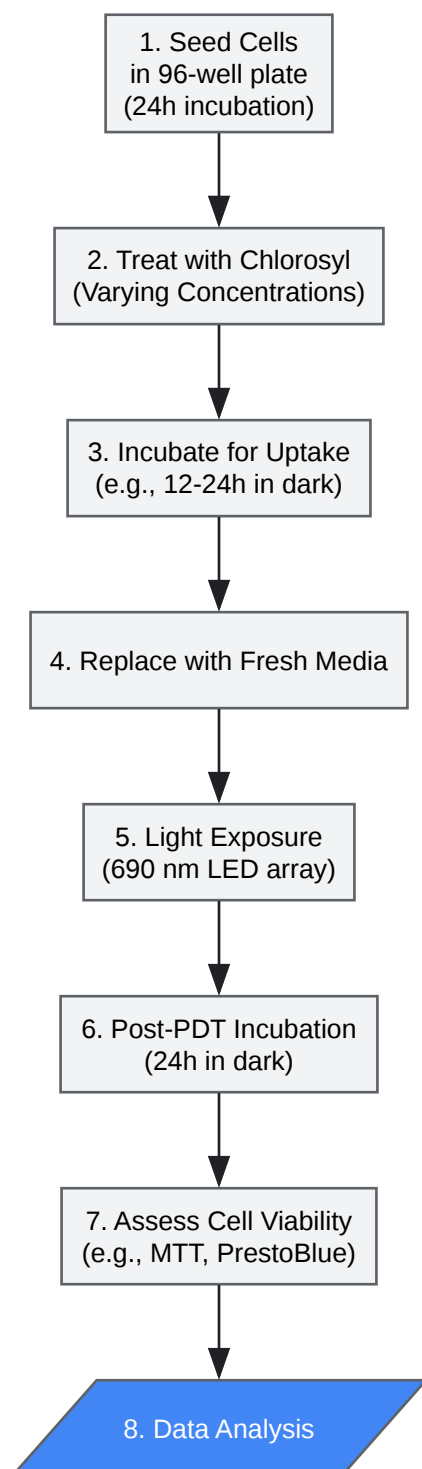 1. Seed Cells
in 96-well plate
(24h incubation)
2. Treat with Chlorosyl
(Varying Concentrations)
3. Incubate for Uptake
(e.g., 12-24h in dark)
4. Replace with Fresh Media
5. Light Exposure
(690 nm LED array)
6. Post-PDT Incubation
(24h in dark)
7. Assess Cell Viability
(e.g., MTT, PrestoBlue)
8. Data Analysis